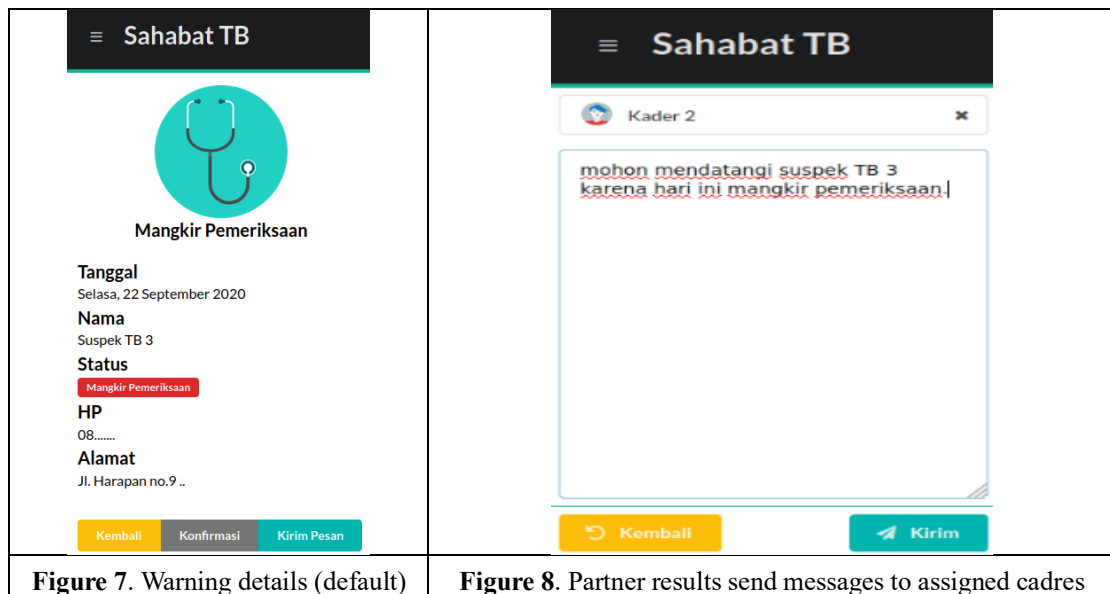 ≡ Sahabat TB
Mangkir Pemeriksaan
Tanggal
Selasa, 22 September 2020
Nama
Suspek TB 3
Status
Mangkir Pemeriksaan
HP
08.......
Alamat
Jl. Harapan no.9 ..
Kembali Konfirmasi Kirim Pesan
Figure 7. Warning details (default)
≡ Sahabat TB
Kader 2 ✖
mohon mendatangi suspek TB 3
karena hari ini mangkir pemeriksaan.
Kembali Kirim
Figure 8. Partner results send messages to assigned cadres